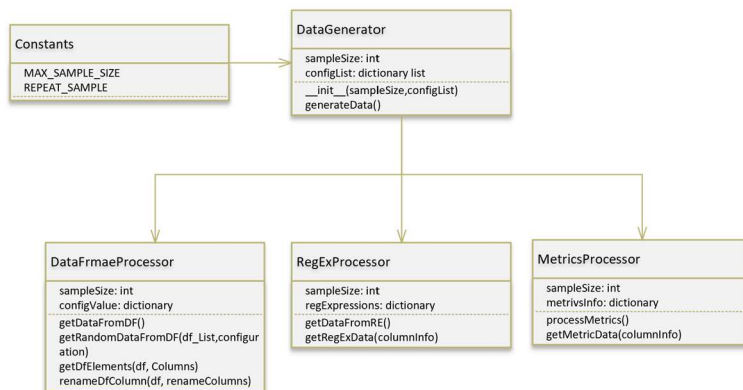 DataGenerator
sampleSize: int
configList: dictionary list
__init__(sampleSize,configList)
generateData()
Constants
MAX_SAMPLE_SIZE
REPEAT_SAMPLE
DataFrmaeProcessor
sampleSize: int
configValue: dictionary
getDataFromDF()
getRandomDataFromDF(df_List,configur
ation)
getDfElements(df, Columns)
renameDfColumn(df, renameColumns)
RegExProcessor
sampleSize: int
regExpressions: dictionary
getDataFromRE()
getRegExData(columnInfo)
MetricsProcessor
sampleSize: int
metrivsInfo: dictionary
processMetrics()
getMetricData(columnInfo)